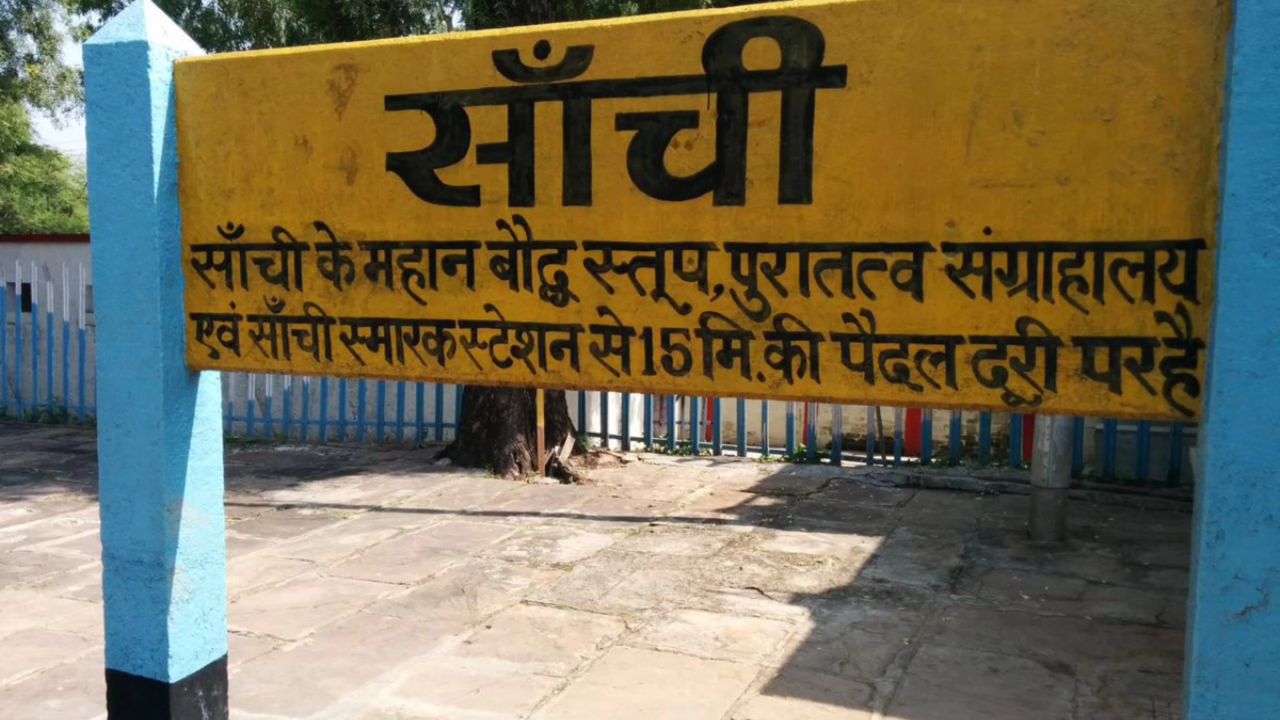 साँची
साँची के महान बौद्ध स्तूप,पुरातत्व संग्राहालय
एवं साँची स्मारक स्टेशन से 15 मि.की पैदल दूरी पर है